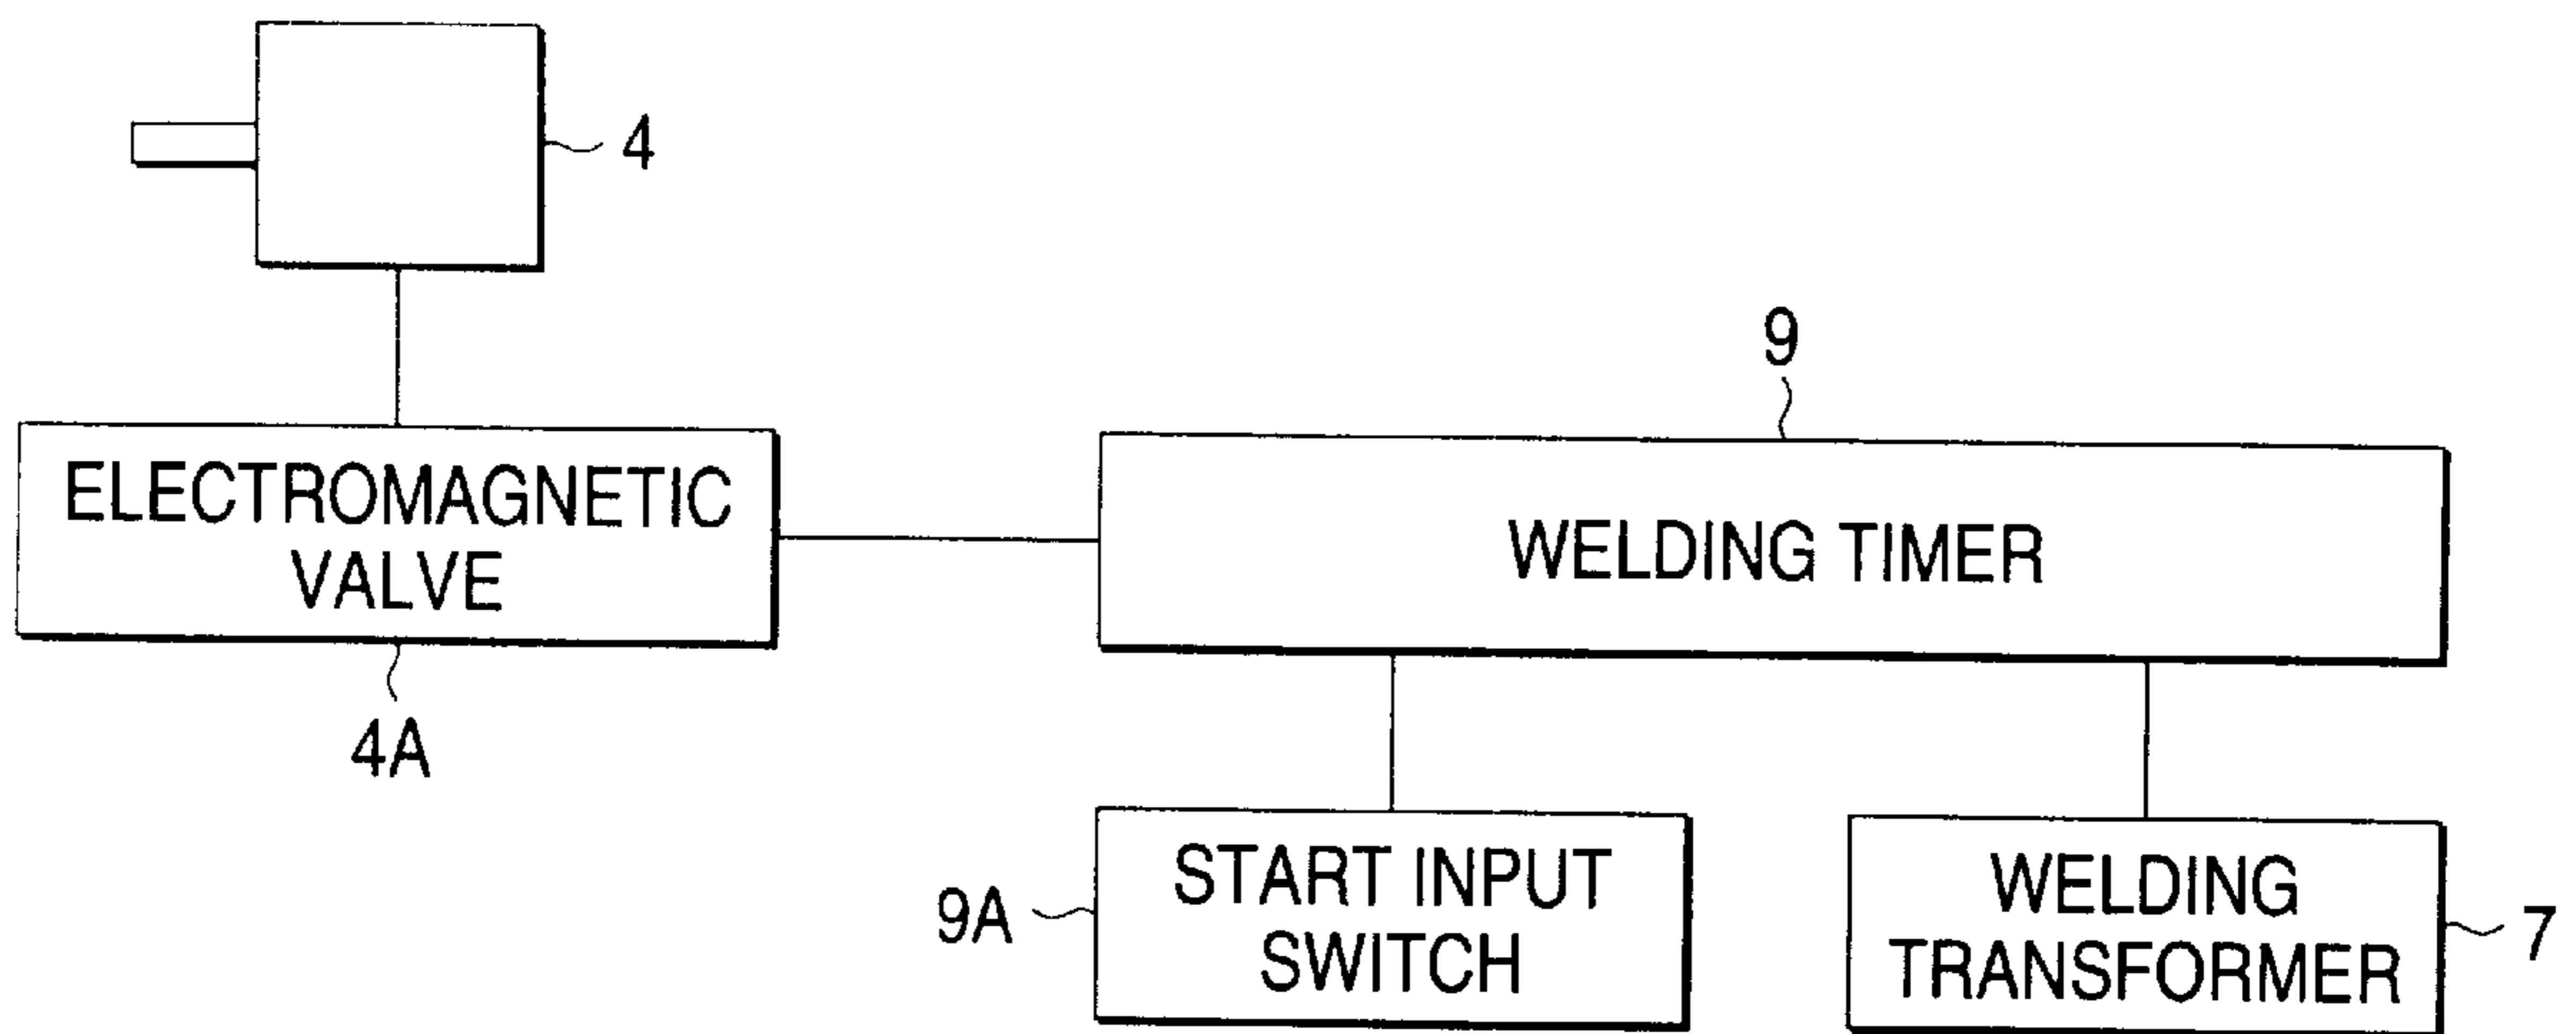 4
9
ELECTROMAGNETIC
VALVE
WELDING TIMER
4A
9A
START INPUT
SWITCH
WELDING
TRANSFORMER
7